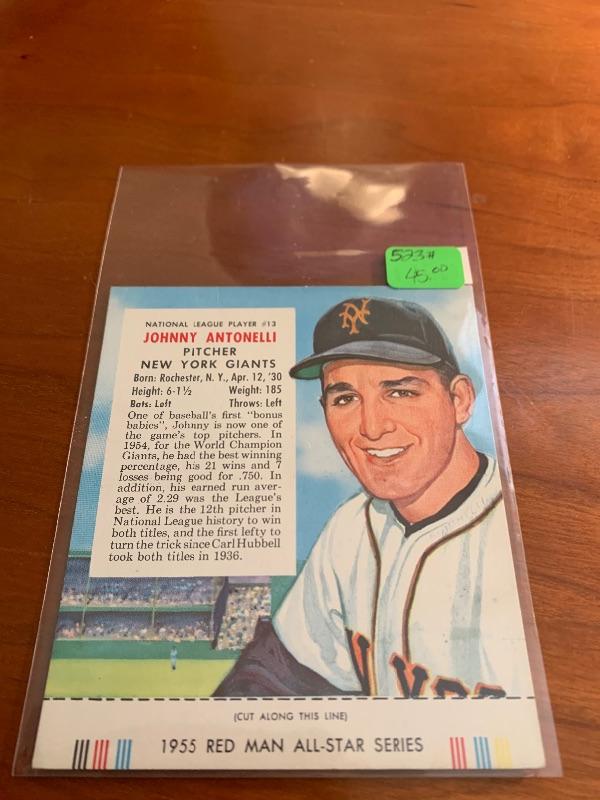 523#
45.00
NATIONAL LEAGUE PLAYER #13
JOHNNY ANTONELLI
PITCHER
NEW YORK GIANTS
Born: Rochester, N. Y., Apr. 12, '30
Height: 6-1½ Weight: 185
Bats: Left Throws: Left
One of baseball's first "bonus
babies", Johnny is now one of
the game's top pitchers. In
1954, for the World Champion
Giants, he had the best winning
percentage, his 21 wins and 7
losses being good for .750. In
addition, his earned run aver-
age of 2.29 was the League's
best. He is the 12th pitcher in
National League history to win
both titles, and the first lefty to
turn the trick since Carl Hubbell
took both titles in 1936.
NY
(CUT ALONG THIS LINE)
1955 RED MAN ALL-STAR SERIES